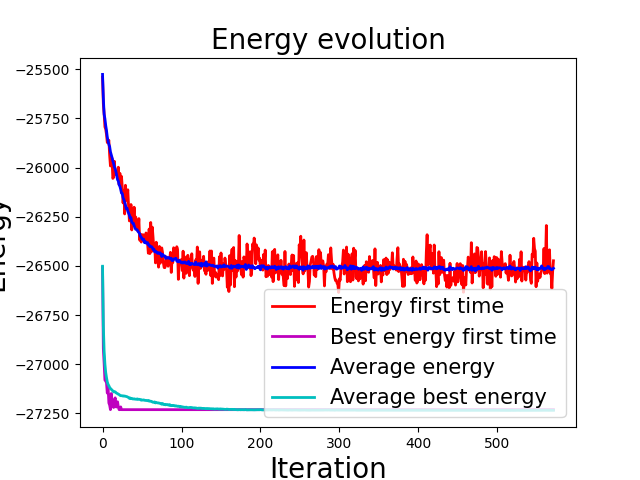 Energy evolution
Energy
−25500
−25750
−26000
−26250
−26500
−26750
−27000
−27250
0 100 200 300 400 500
Iteration
Energy first time
Best energy first time
Average energy
Average best energy